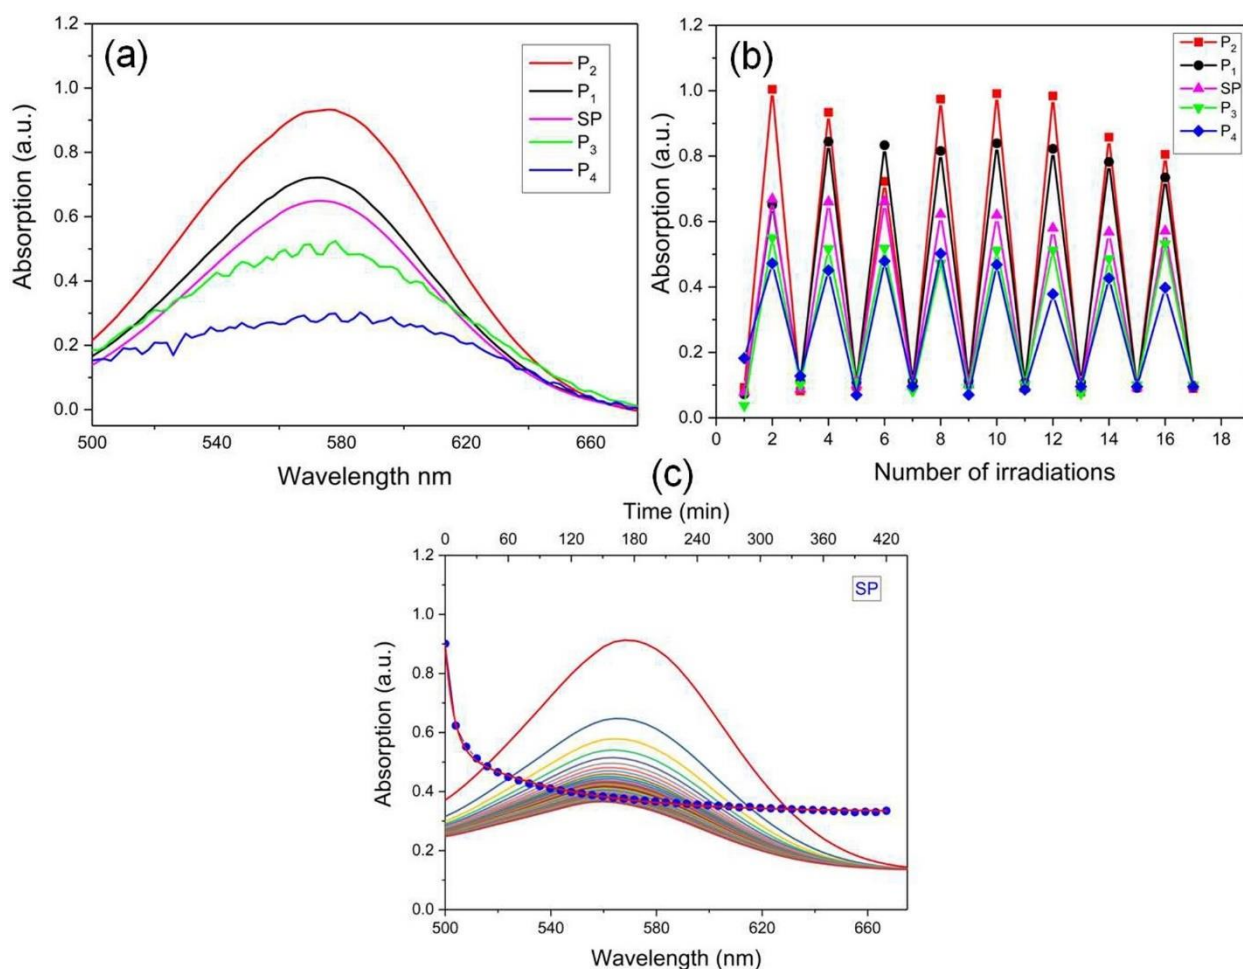 (a)
P2
P1
SP
P3
P4
1.2
1.0
0.8
0.6
0.4
0.2
0.0
Absorption (a.u.)
500 540 580 620 660
Wavelength nm
(b)
P2
P1
SP
P3
P4
1.2
1.0
0.8
0.6
0.4
0.2
0.0
Absorption (a.u.)
0 2 4 6 8 10 12 14 16 18
Number of irradiations
(c)
Time (min)
0 60 120 180 240 300 360 420
SP
1.2
1.0
0.8
0.6
0.4
0.2
0.0
Absorption (a.u.)
500 540 580 620 660
Wavelength (nm)